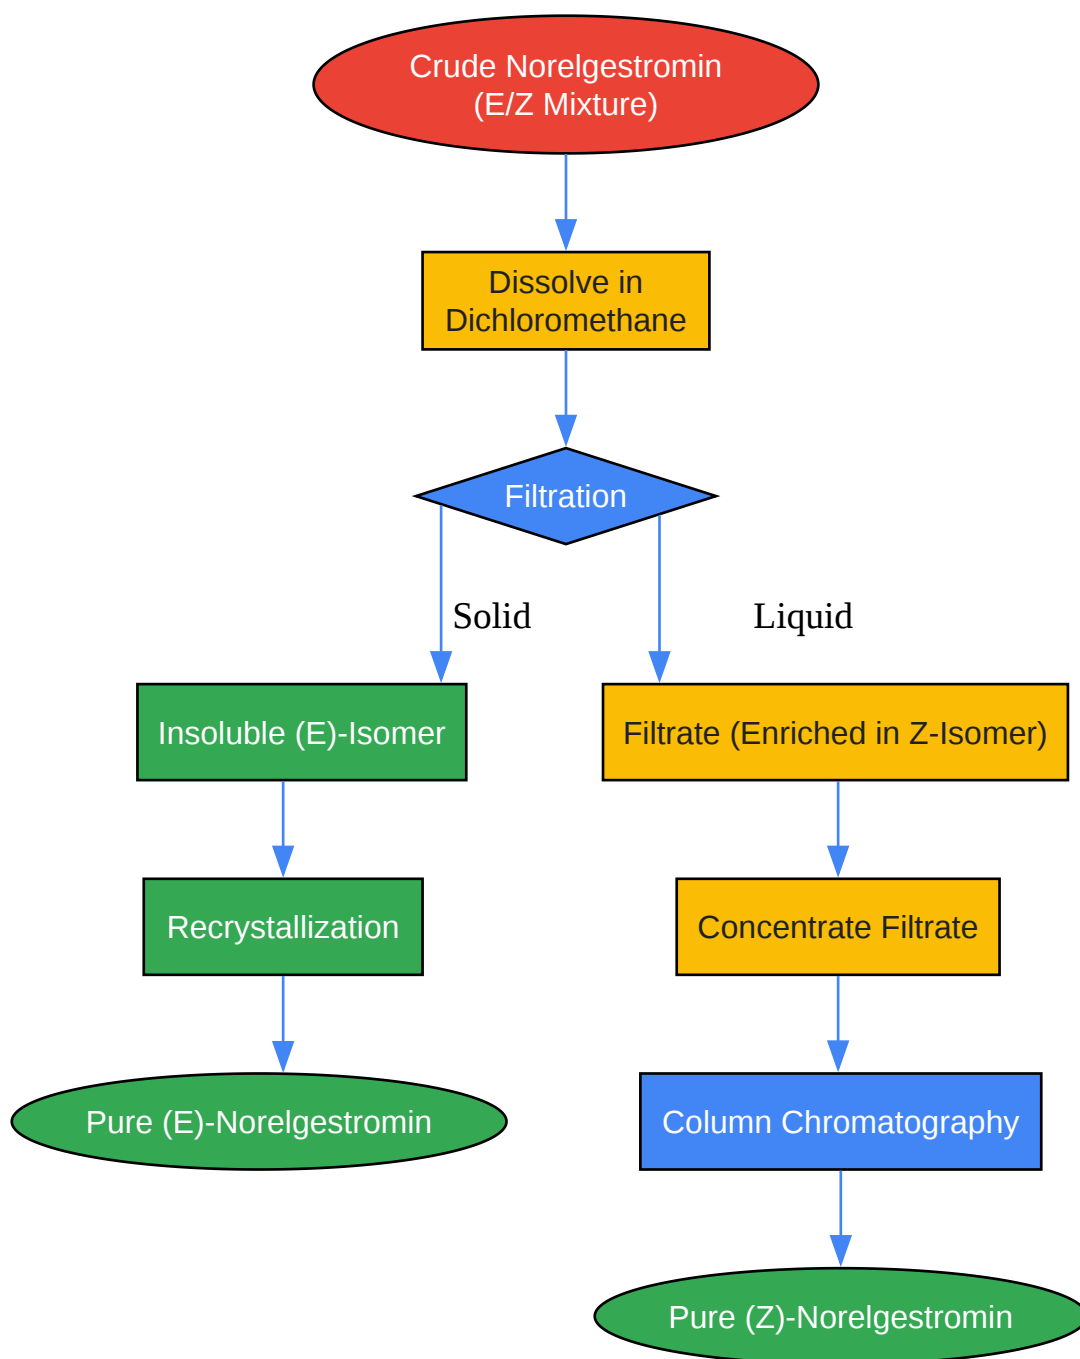 Crude Norelgestromin
(E/Z Mixture)
Dissolve in
Dichloromethane
Filtration
Solid
Liquid
Insoluble (E)-Isomer
Filtrate (Enriched in Z-Isomer)
Recrystallization
Concentrate Filtrate
Pure (E)-Norelgestromin
Column Chromatography
Pure (Z)-Norelgestromin